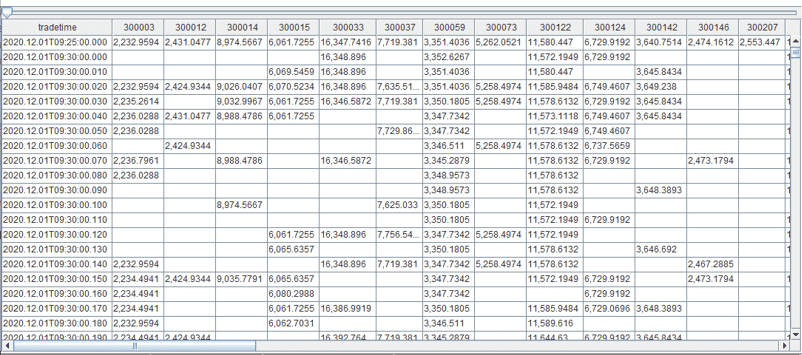 tradetime 300003 300012 300014 300015 300033 300037 300059 300073 300122 300124 300142 300146 300207
2020.12.01T09:25:00.000 2,232.9594 2,431.0477 8,974.5667 6,061.7255 16,347.7416 7,719.381 3,351.4036 5,262.0521 11,580.447 6,729.9192 3,640.7514 2,474.1612 2,553.447
2020.12.01T09:30:00.000 16,348.896 3,352.6267 11,572.1949 6,729.9192
2020.12.01T09:30:00.010 6,069.5459 16,348.896 3,351.4036 11,580.447 3,645.8434
2020.12.01T09:30:00.020 2,232.9594 2,424.9344 9,026.0407 6,070.5234 16,348.896 7,635.51... 3,351.4036 5,258.4974 11,585.9484 6,749.4607 3,649.238
2020.12.01T09:30:00.030 2,235.2614 9,032.9967 6,061.7255 16,346.5872 7,719.381 3,350.1805 5,258.4974 11,578.6132 6,729.9192 3,645.8434
2020.12.01T09:30:00.040 2,236.0288 2,431.0477 8,988.4786 6,061.7255 3,347.7342 11,573.1118 6,749.4607 3,645.8434
2020.12.01T09:30:00.050 2,236.0288 7,729.86... 3,347.7342 11,572.1949 6,749.4607
2020.12.01T09:30:00.060 2,424.9344 3,346.511 5,258.4974 11,578.6132 6,737.5659
2020.12.01T09:30:00.070 2,236.7961 8,988.4786 16,346.5872 3,345.2879 11,578.6132 6,729.9192 2,473.1794
2020.12.01T09:30:00.080 2,236.0288 3,348.9573 11,578.6132
2020.12.01T09:30:00.090 3,348.9573 11,578.6132 3,648.3893
2020.12.01T09:30:00.100 8,974.5667 7,625.033 3,350.1805 11,572.1949
2020.12.01T09:30:00.110 3,350.1805 11,572.1949 6,729.9192
2020.12.01T09:30:00.120 6,061.7255 16,348.896 7,756.54... 3,347.7342 5,258.4974 11,572.1949
2020.12.01T09:30:00.130 6,065.6357 3,350.1805 11,578.6132 3,646.692
2020.12.01T09:30:00.140 2,232.9594 16,348.896 7,719.381 3,347.7342 5,258.4974 11,578.6132 2,467.2885
2020.12.01T09:30:00.150 2,234.4941 2,424.9344 9,035.7791 6,065.6357 3,347.7342 11,572.1949 6,729.9192 2,473.1794
2020.12.01T09:30:00.160 2,234.4941 6,080.2988 3,347.7342 6,729.9192
2020.12.01T09:30:00.170 2,234.4941 6,061.7255 16,386.9919 3,350.1805 11,585.9484 6,729.0696 3,648.3893
2020.12.01T09:30:00.180 2,232.9594 6,062.7031 3,346.511 11,589.616
2020.12.01T09:30:00.190 2,234.4941 2,424.9344 16,392.764 7,719.381 3,345.2879 11,644.63 6,729.9192 3,645.8434